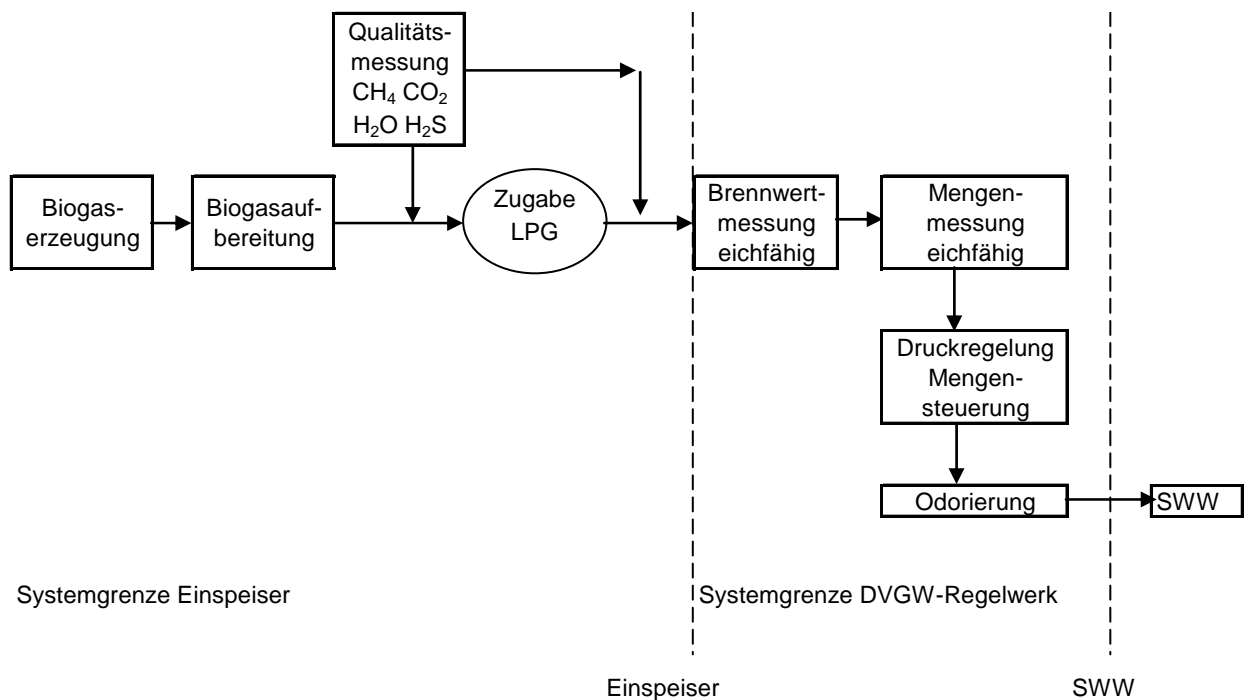 Qualitäts-
messung
CH₄ CO₂
H₂O H₂S
Biogas-
erzeugung
Biogasauf-
bereitung
Zugabe
LPG
Brennwert-
messung
eichfähig
Mengen-
messung
eichfähig
Druckregelung
Mengen-
steuerung
Odorierung
SWW
Systemgrenze Einspeiser
Systemgrenze DVGW-Regelwerk
Einspeiser
SWW